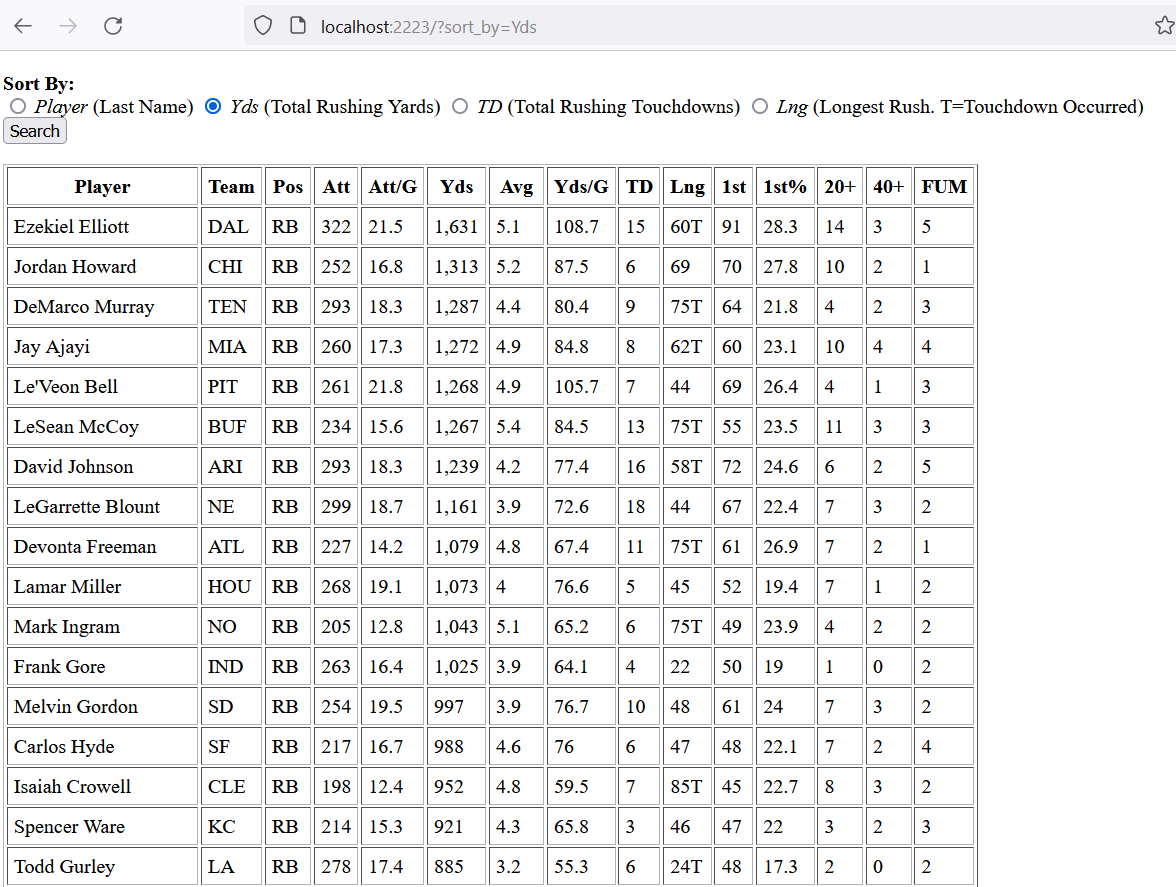 localhost:2223/?sort_by=Yds
Sort By:
Player (Last Name) Yds (Total Rushing Yards) TD (Total Rushing Touchdowns) Lng (Longest Rush. T=Touchdown Occurred)
Search
Player Team Pos Att Att/G Yds Avg Yds/G TD Lng 1st 1st% 20+ 40+ FUM
Ezekiel Elliott DAL RB 322 21.5 1,631 5.1 108.7 15 60T 91 28.3 14 3 5
Jordan Howard CHI RB 252 16.8 1,313 5.2 87.5 6 69 70 27.8 10 2 1
DeMarco Murray TEN RB 293 18.3 1,287 4.4 80.4 9 75T 64 21.8 4 2 3
Jay Ajayi MIA RB 260 17.3 1,272 4.9 84.8 8 62T 60 23.1 10 4 4
Le'Veon Bell PIT RB 261 21.8 1,268 4.9 105.7 7 44 69 26.4 4 1 3
LeSean McCoy BUF RB 234 15.6 1,267 5.4 84.5 13 75T 55 23.5 11 3 3
David Johnson ARI RB 293 18.3 1,239 4.2 77.4 16 58T 72 24.6 6 2 5
LeGarrette Blount NE RB 299 18.7 1,161 3.9 72.6 18 44 67 22.4 7 3 2
Devonta Freeman ATL RB 227 14.2 1,079 4.8 67.4 11 75T 61 26.9 7 2 1
Lamar Miller HOU RB 268 19.1 1,073 4 76.6 5 45 52 19.4 7 1 2
Mark Ingram NO RB 205 12.8 1,043 5.1 65.2 6 75T 49 23.9 4 2 2
Frank Gore IND RB 263 16.4 1,025 3.9 64.1 4 22 50 19 1 0 2
Melvin Gordon SD RB 254 19.5 997 3.9 76.7 10 48 61 24 7 3 2
Carlos Hyde SF RB 217 16.7 988 4.6 76 6 47 48 22.1 7 2 4
Isaiah Crowell CLE RB 198 12.4 952 4.8 59.5 7 85T 45 22.7 8 3 2
Spencer Ware KC RB 214 15.3 921 4.3 65.8 3 46 47 22 3 2 3
Todd Gurley LA RB 278 17.4 885 3.2 55.3 6 24T 48 17.3 2 0 2